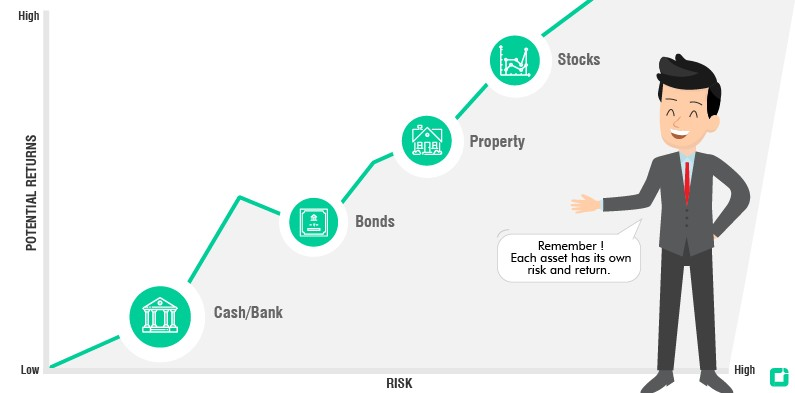 High
Stocks
Property
POTENTIAL RETURNS
Bonds
Remember !
Each asset has its own
risk and return.
Cash/Bank
Low
High
RISK